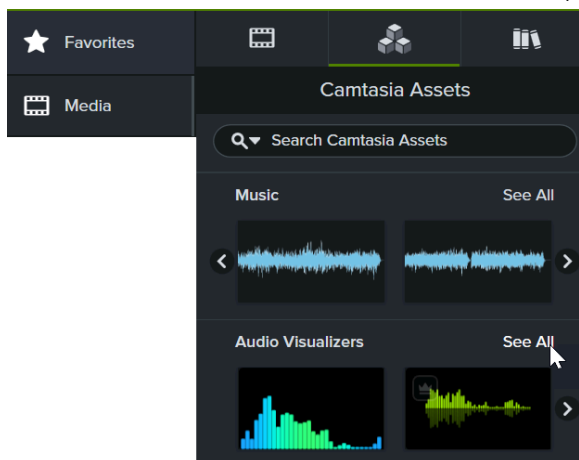 Favorites
Media
Camtasia Assets
Search Camtasia Assets
Music See All
Audio Visualizers See All